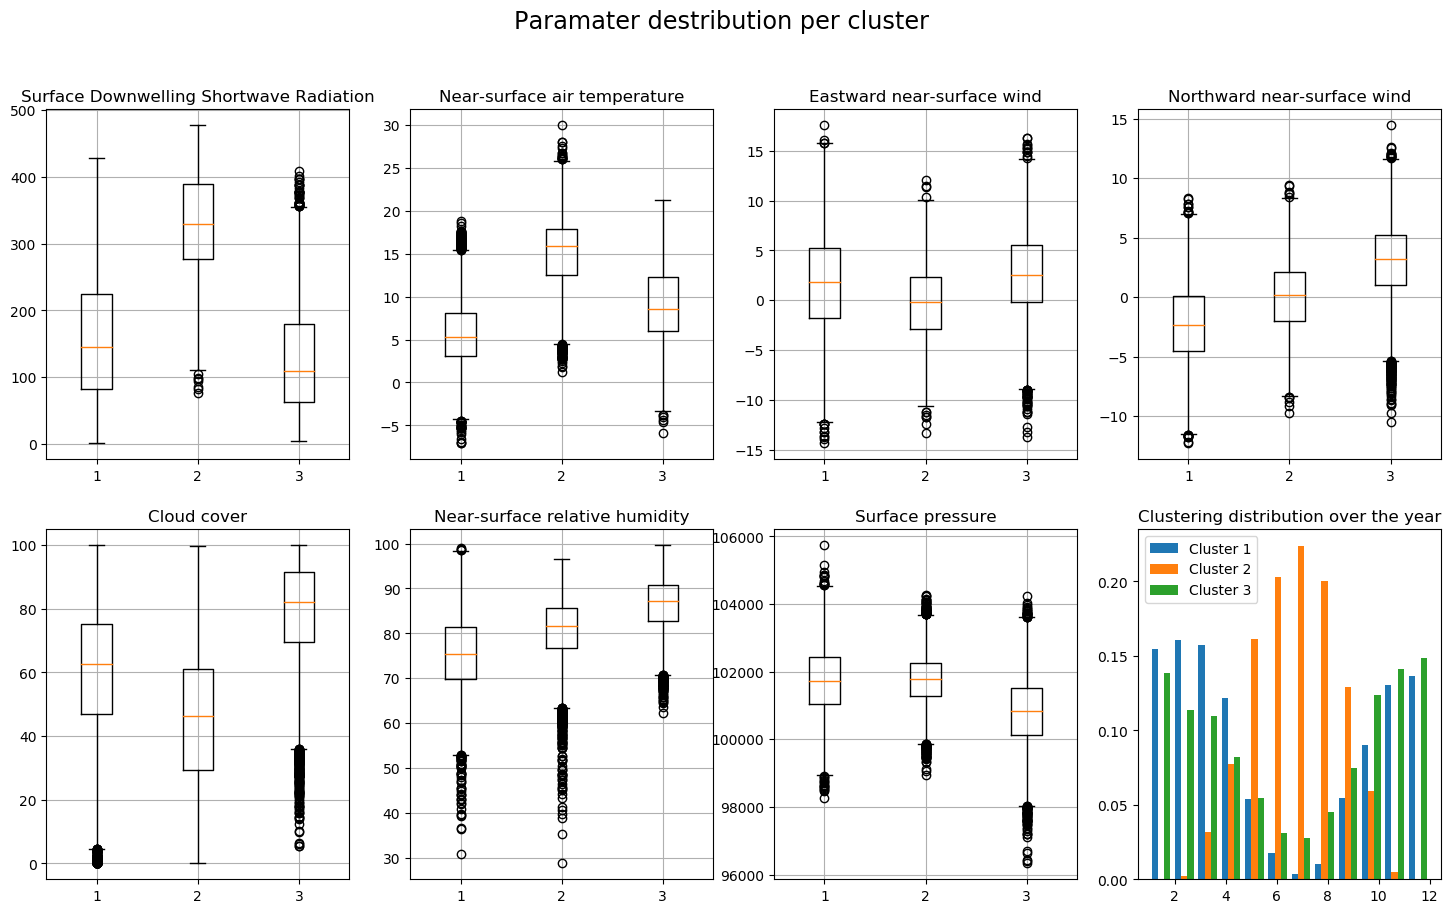 Paramater destribution per cluster
Surface Downwelling Shortwave Radiation
500
400
300
200
100
0
1 2 3
Near-surface air temperature
30
25
20
15
10
5
0
−5
1 2 3
Eastward near-surface wind
15
10
5
0
−5
−10
−15
1 2 3
Northward near-surface wind
15
10
5
0
−5
−10
1 2 3
Cloud cover
100
80
60
40
20
0
1 2 3
Near-surface relative humidity
100
90
80
70
60
50
40
30
1 2 3
Surface pressure
106000
104000
102000
100000
98000
96000
1 2 3
Clustering distribution over the year
Cluster 1
Cluster 2
Cluster 3
0.20
0.15
0.10
0.05
0.00
2 4 6 8 10 12